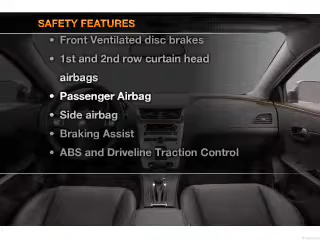 SAFETY FEATURES
• Front Ventilated disc brakes
• 1st and 2nd row curtain head
airbags
• Passenger Airbag
• Side airbag
• Braking Assist
• ABS and Driveline Traction Control